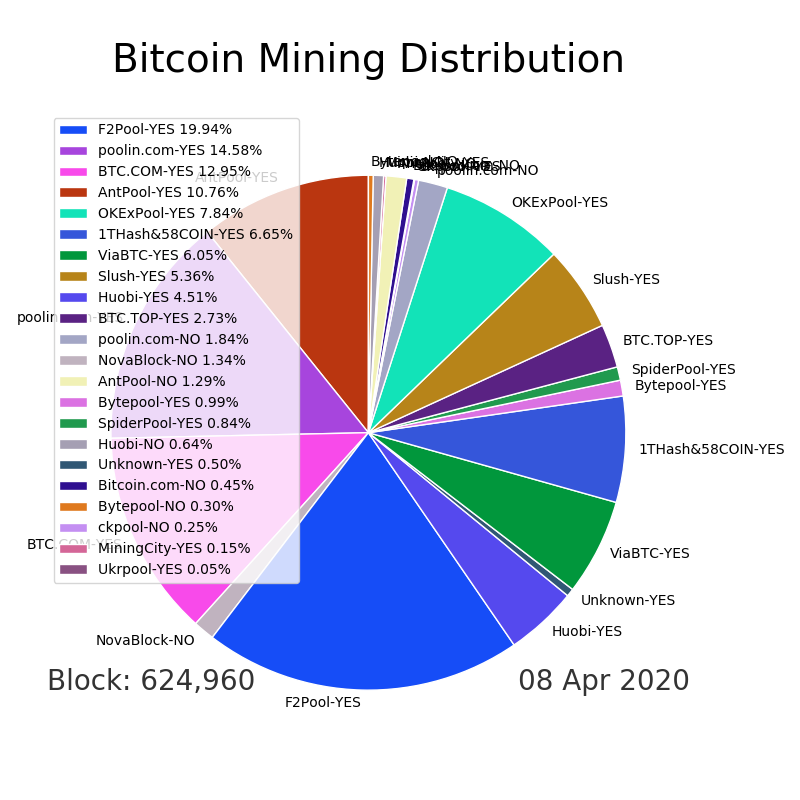 Bitcoin Mining Distribution
F2Pool-YES 19.94%
poolin.com-YES 14.58%
BTC.COM-YES 12.95%
AntPool-YES 10.76%
OKExPool-YES 7.84%
1THash&58COIN-YES 6.65%
ViaBTC-YES 6.05%
Slush-YES 5.36%
Huobi-YES 4.51%
BTC.TOP-YES 2.73%
poolin.com-NO 1.84%
NovaBlock-NO 1.34%
AntPool-NO 1.29%
Bytepool-YES 0.99%
SpiderPool-YES 0.84%
Huobi-NO 0.64%
Unknown-YES 0.50%
Bitcoin.com-NO 0.45%
Bytepool-NO 0.30%
ckpool-NO 0.25%
MiningCity-YES 0.15%
Ukrpool-YES 0.05%
AntPool-YES
BTC.COM-YES
NovaBlock-NO
F2Pool-YES
Huobi-YES
Unknown-YES
ViaBTC-YES
1THash&58COIN-YES
Bytepool-YES
SpiderPool-YES
BTC.TOP-YES
Slush-YES
OKExPool-YES
poolin.com-NO
Block: 624,960
08 Apr 2020